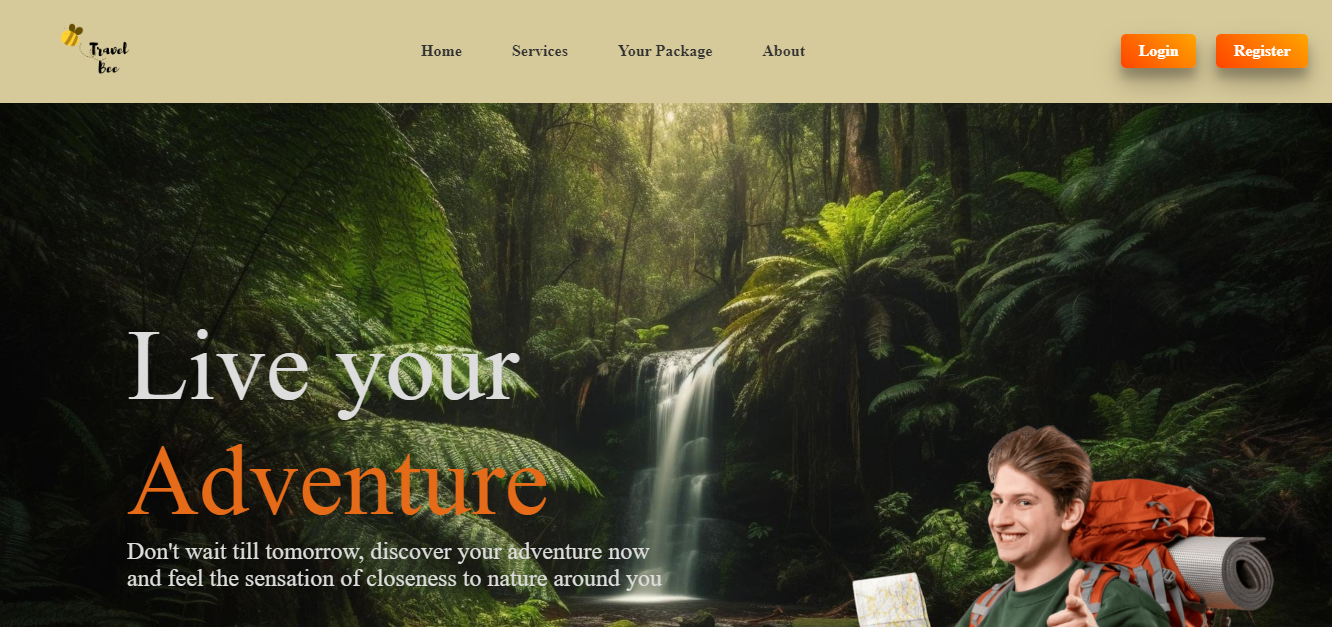 Travel
Bee
Home
Services
Your Package
About
Login
Register
Live your
Adventure
Don't wait till tomorrow, discover your adventure now
and feel the sensation of closeness to nature around you